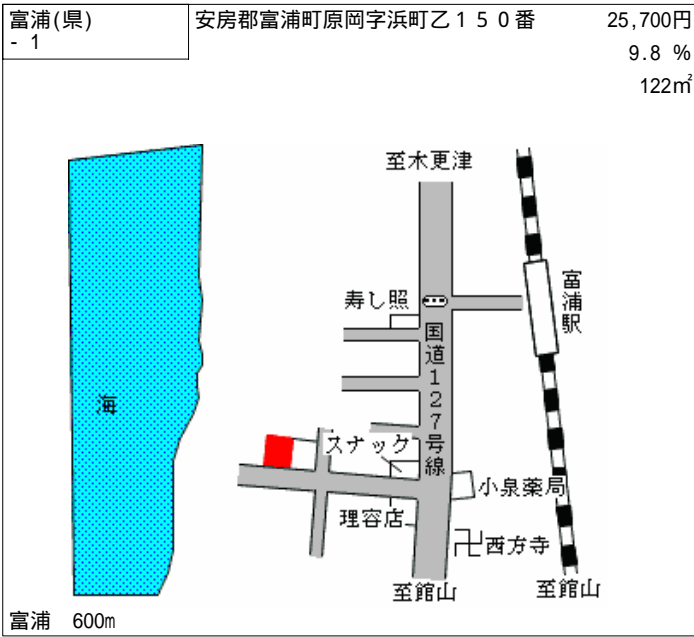 富浦(県)
- 1
安房郡富浦町原岡字浜町乙１５０番
25,700円
9.8 %
122㎡
至木更津
寿し照
富浦駅
国道127号線
海
スナック
小泉薬局
理容店
西方寺
至館山
至館山
富浦 600m